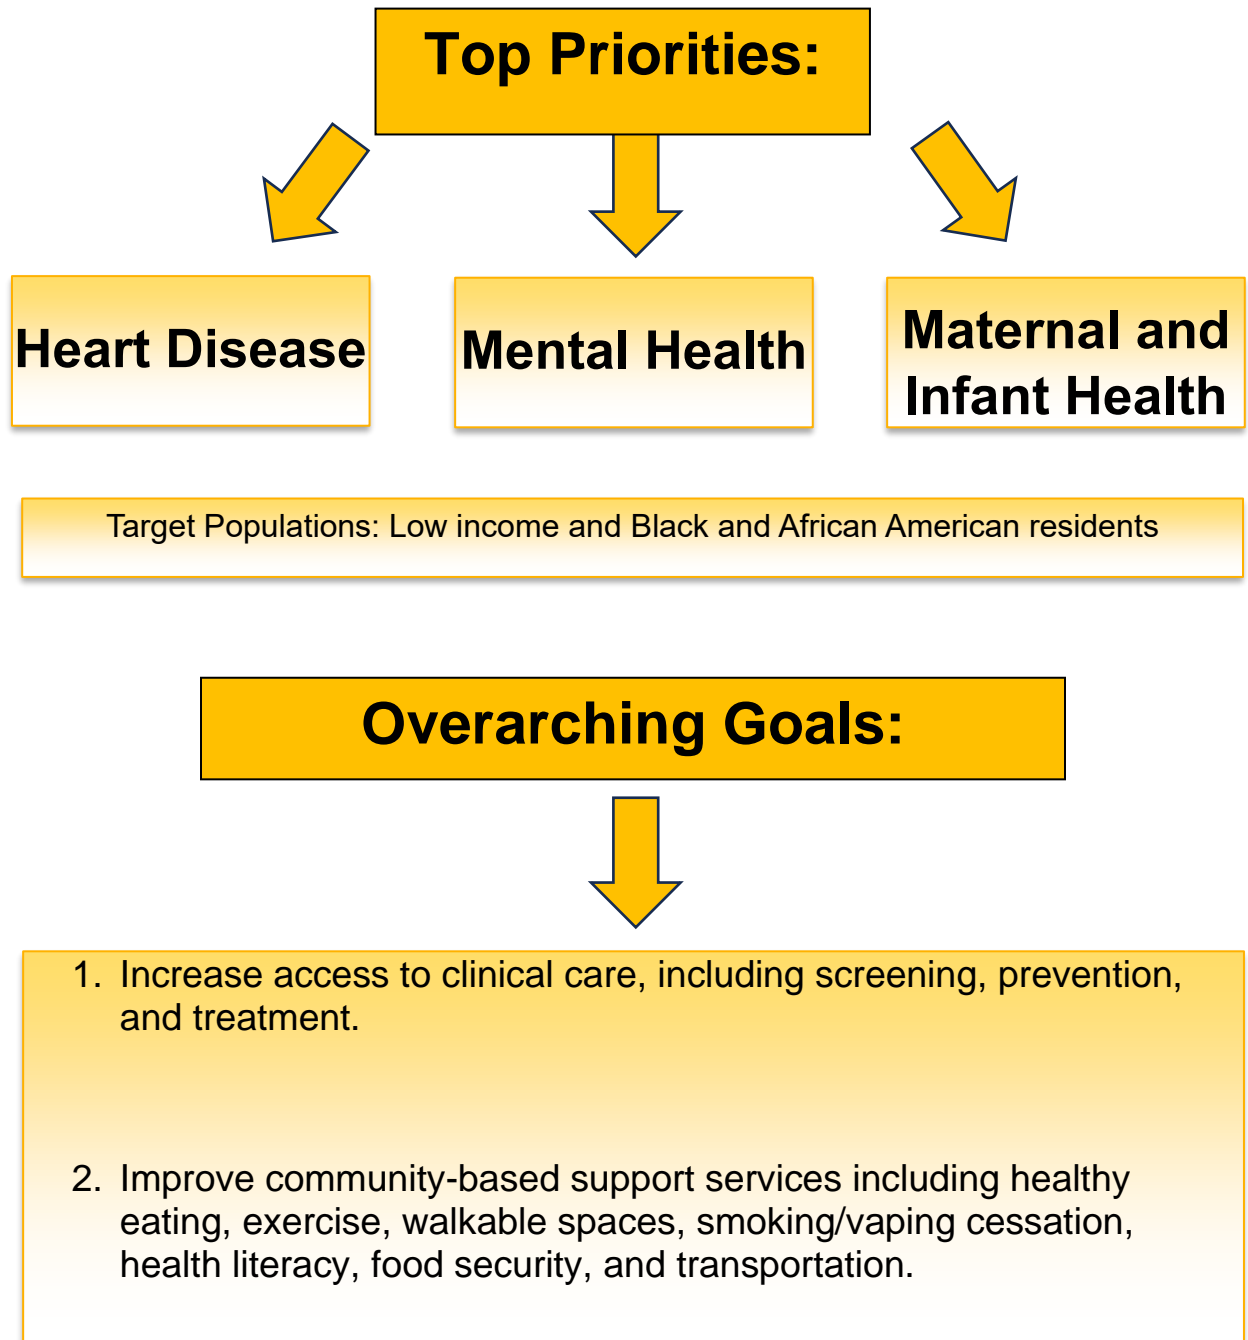 Top Priorities:
Heart Disease
Mental Health
Maternal and
Infant Health
Target Populations: Low income and Black and African American residents
Overarching Goals:
1. Increase access to clinical care, including screening, prevention,
and treatment.
2. Improve community-based support services including healthy
eating, exercise, walkable spaces, smoking/vaping cessation,
health literacy, food security, and transportation.